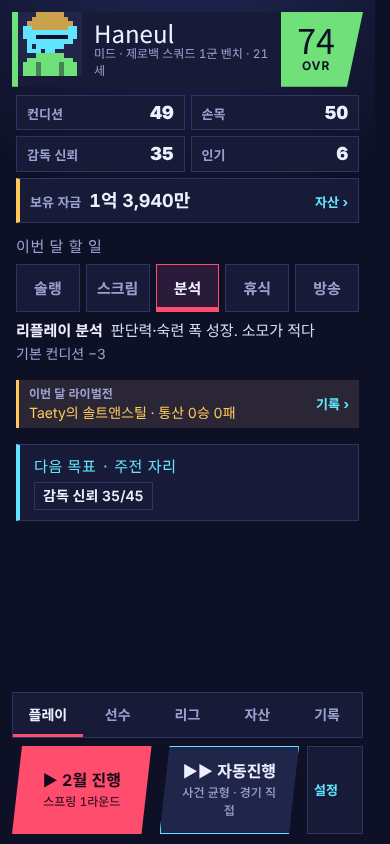 Haneul
미드 · 제로백 스쿼드 1군 벤치 · 21
세
74
OVR
컨디션 49
손목 50
감독 신뢰 35
인기 6
보유 자금 1억 3,940만 자산 ›
이번 달 할 일
솔랭 스크림 분석 휴식 방송
리플레이 분석 판단력·숙련 폭 성장. 소모가 적다
기본 컨디션 −3
이번 달 라이벌전
Taety의 솔트앤스틸 · 통산 0승 0패
기록 ›
다음 목표 · 주전 자리
감독 신뢰 35/45
플레이 선수 리그 자산 기록
▶ 2월 진행
스프링 1라운드
▶▶ 자동진행
사건 균형 · 경기 직
접
설정